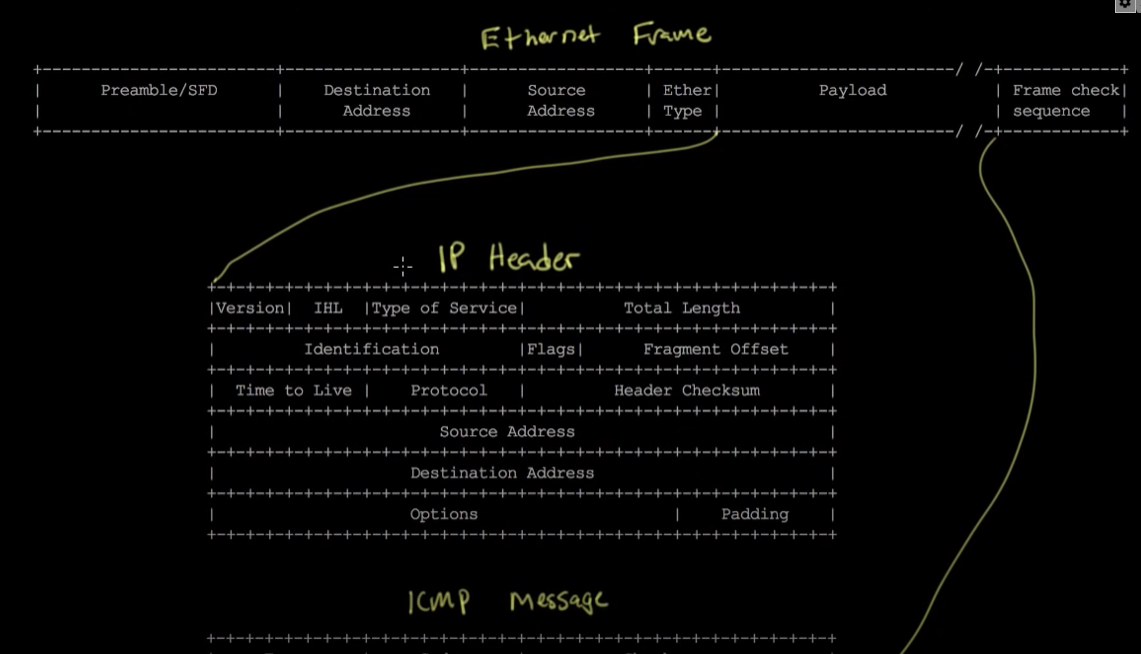 Ethernet Frame
Preamble/SFD Destination Source Ether Payload Frame check
Address Address Type sequence
IP Header
Version IHL Type of Service Total Length
Identification Flags Fragment Offset
Time to Live Protocol Header Checksum
Source Address
Destination Address
Options Padding
ICMP Message